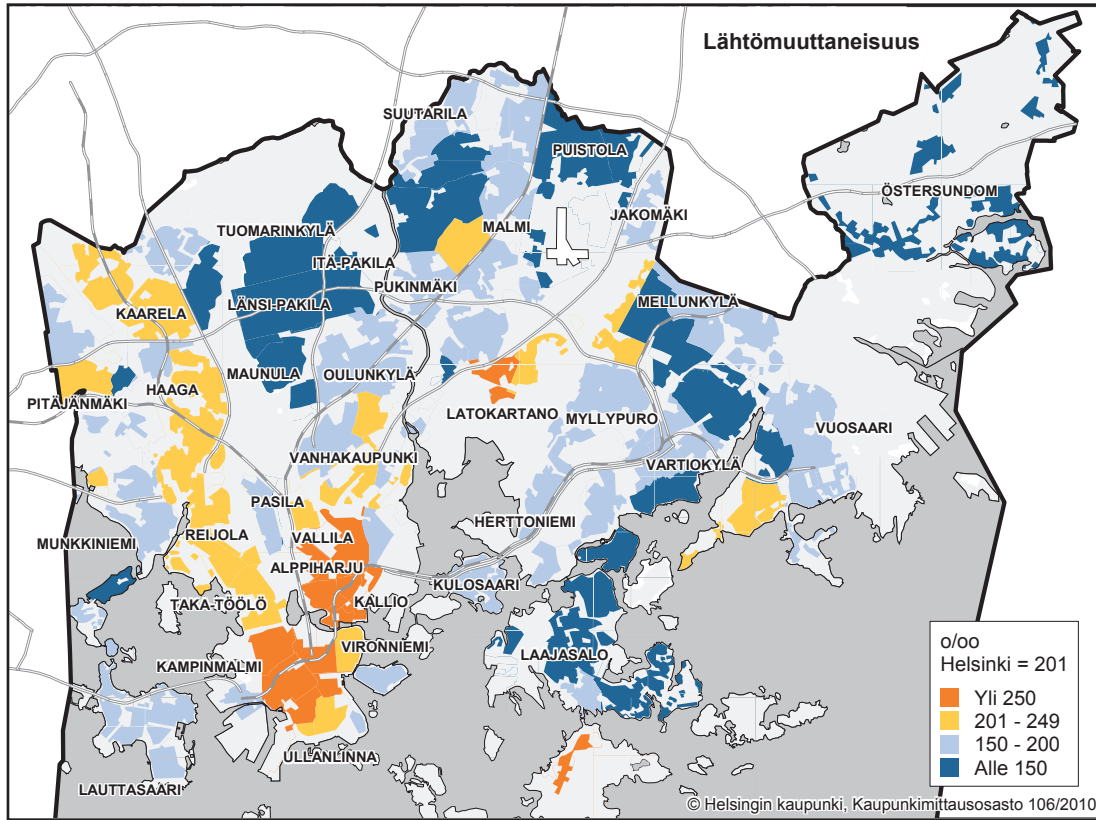 Lähtömuuttaneisuus
SUUTARILA
PUISTOLA
ÖSTERSUNDOM
JAKOMÄKI
MALMI
TUOMARINKYLÄ
ITÄ-PAKILA
PUKINMÄKI
MELLUNKYLÄ
LÄNSI-PAKILA
KAARELA
MAUNULA
OULUNKYLÄ
HAAGA
PITÄJÄNMÄKI
LATOKARTANO
MYLLYPURO
VUOSAARI
VANHAKAUPUNKI
VARTIOKYLÄ
PASILA
HERTTONIEMI
REIJOLA
VALLILA
MUNKKINIEMI
ALPPIHARJU
KULOSAARI
TAKA-TÖÖLÖ
KALLIO
VIRONNIEMI
LAAJASALO
KAMPINMALMI
ULLANLINNA
LAUTTASAARI
o/oo
Helsinki = 201
Yli 250
201 - 249
150 - 200
Alle 150
© Helsingin kaupunki, Kaupunkimittausosasto 106/2010